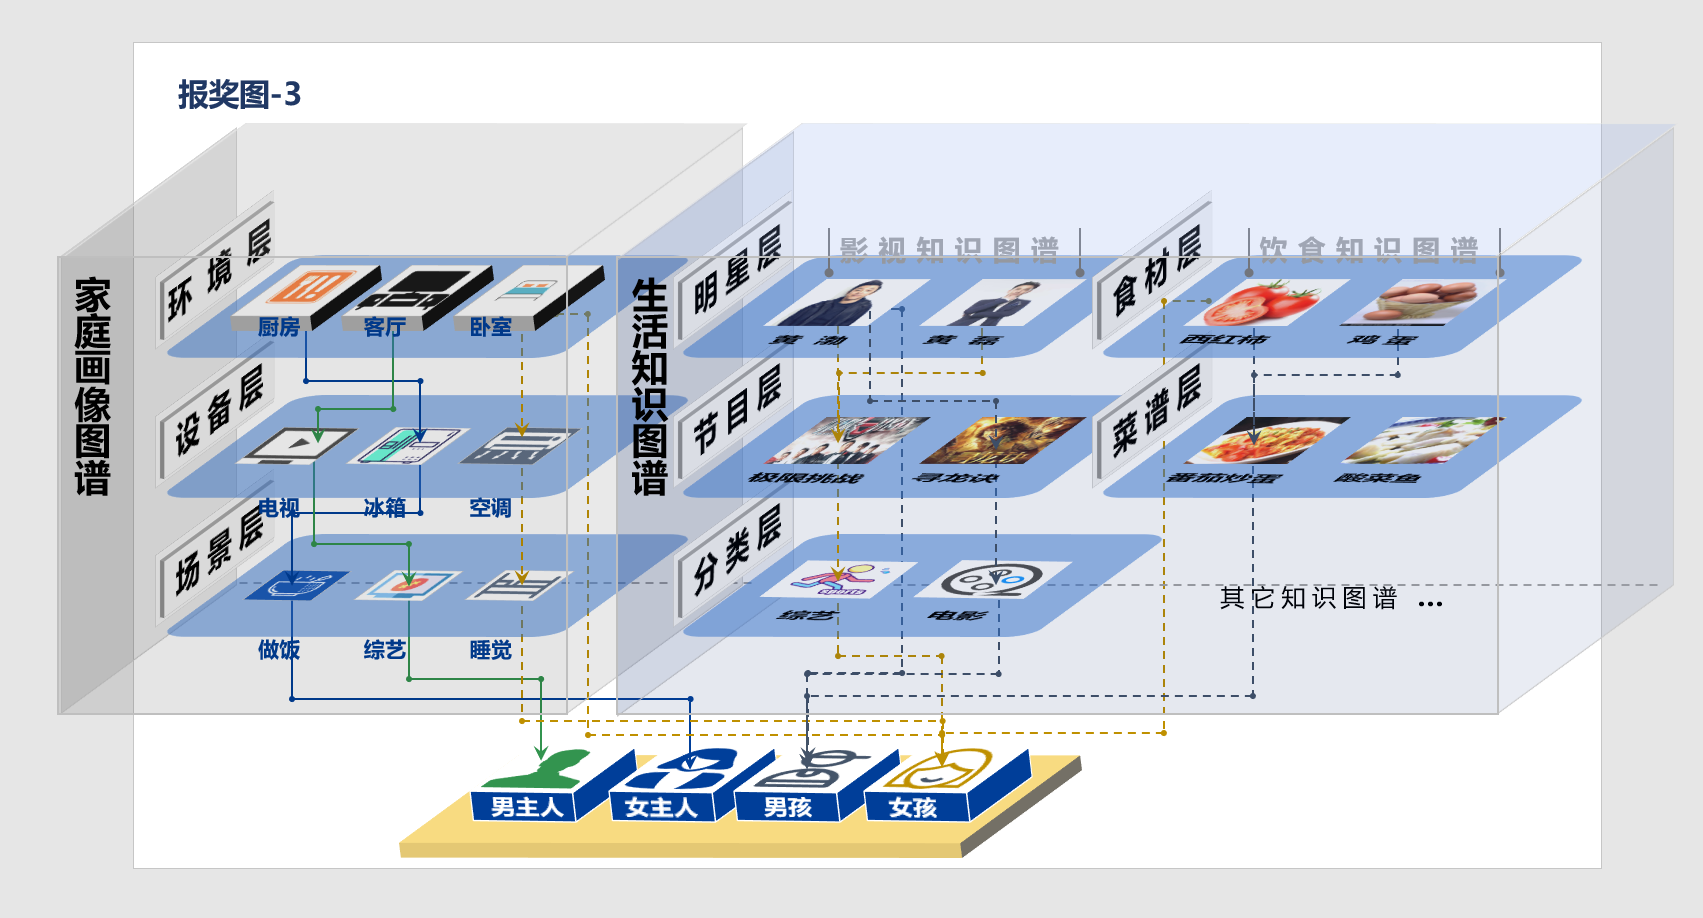 报奖图-3
家庭画像图谱
环境层
厨房
客厅
卧室
设备层
电视
冰箱
空调
场景层
做饭
综艺
睡觉
生活知识图谱
影视知识图谱
明星层
黄渤
黄磊
节目层
极限挑战
寻龙诀
分类层
sports
综艺
电影
饮食知识图谱
食材层
西红柿
鸡蛋
菜谱层
番茄炒蛋
酸菜鱼
其它知识图谱 ...
男主人
女主人
男孩
女孩